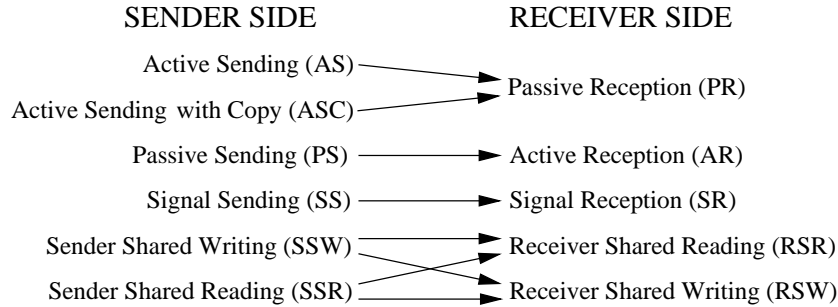 SENDER SIDE RECEIVER SIDE
Active Sending (AS)
Passive Reception (PR)
Active Sending with Copy (ASC)
Passive Sending (PS) Active Reception (AR)
Signal Sending (SS) Signal Reception (SR)
Sender Shared Writing (SSW) Receiver Shared Reading (RSR)
Sender Shared Reading (SSR) Receiver Shared Writing (RSW)